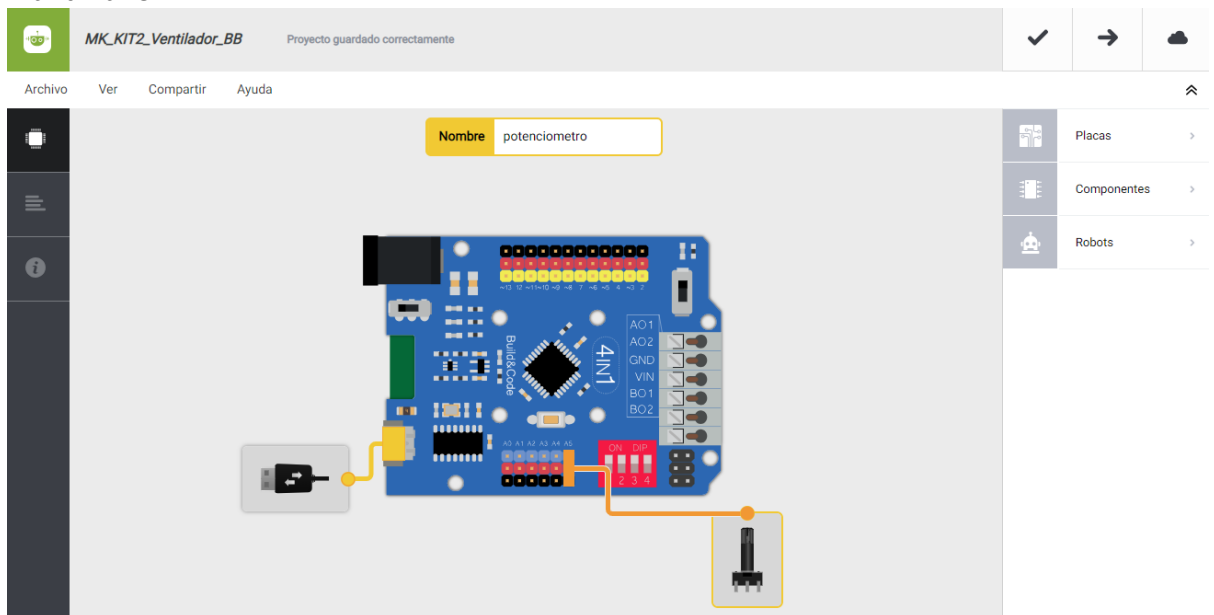 MK_KIT2_Ventilador_BB
Proyecto guardado correctamente
Archivo Ver Compartir Ayuda
Nombre potenciometro
Placas
Componentes
Robots
~13 12 ~11~10 ~9 ~8 7 ~6 ~5 4 ~3 2
AO1
AO2
GND
VIN
BO1
BO2
Build&Code
4IN1
A0 A1 A2 A3 A4 A5
ON DIP
2 3 4